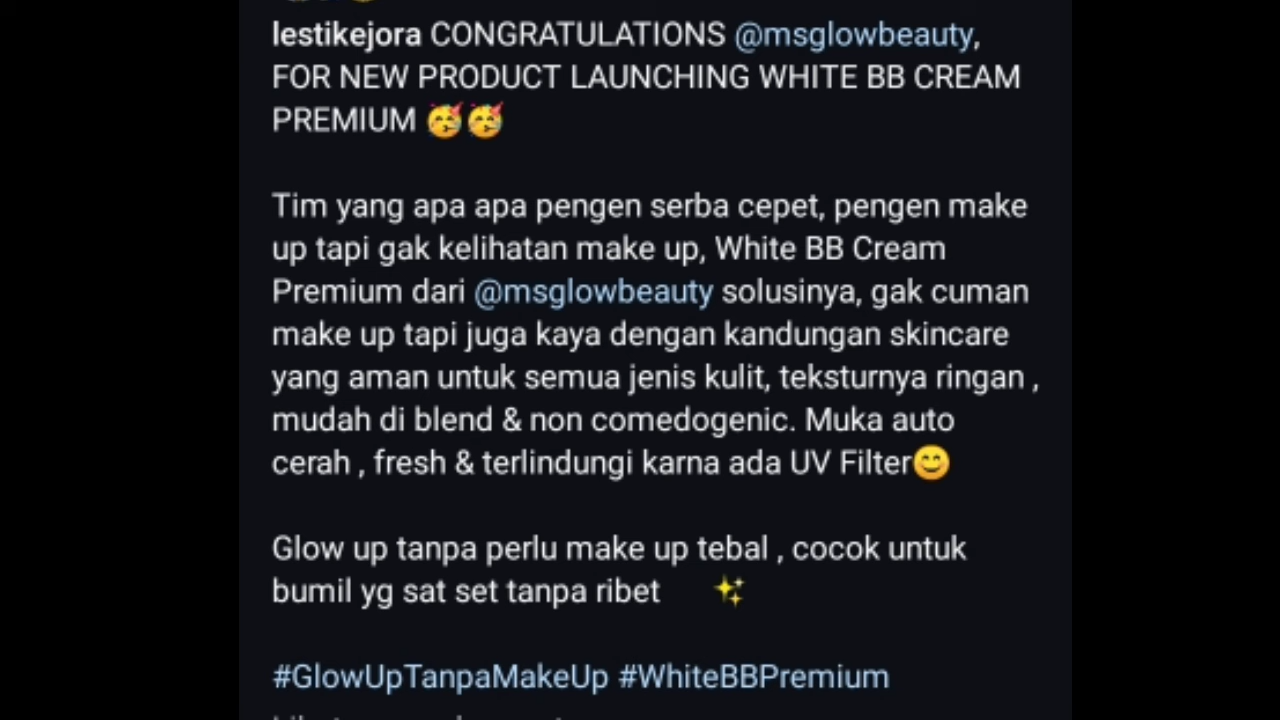 lestikejora CONGRATULATIONS @msglowbeauty,
FOR NEW PRODUCT LAUNCHING WHITE BB CREAM
PREMIUM 🥳🥳
Tim yang apa apa pengen serba cepet, pengen make
up tapi gak kelihatan make up, White BB Cream
Premium dari @msglowbeauty solusinya, gak cuman
make up tapi juga kaya dengan kandungan skincare
yang aman untuk semua jenis kulit, teksturnya ringan ,
mudah di blend & non comedogenic. Muka auto
cerah , fresh & terlindungi karna ada UV Filter😊
Glow up tanpa perlu make up tebal , cocok untuk
bumil yg sat set tanpa ribet ✨
#GlowUpTanpaMakeUp #WhiteBBPremium